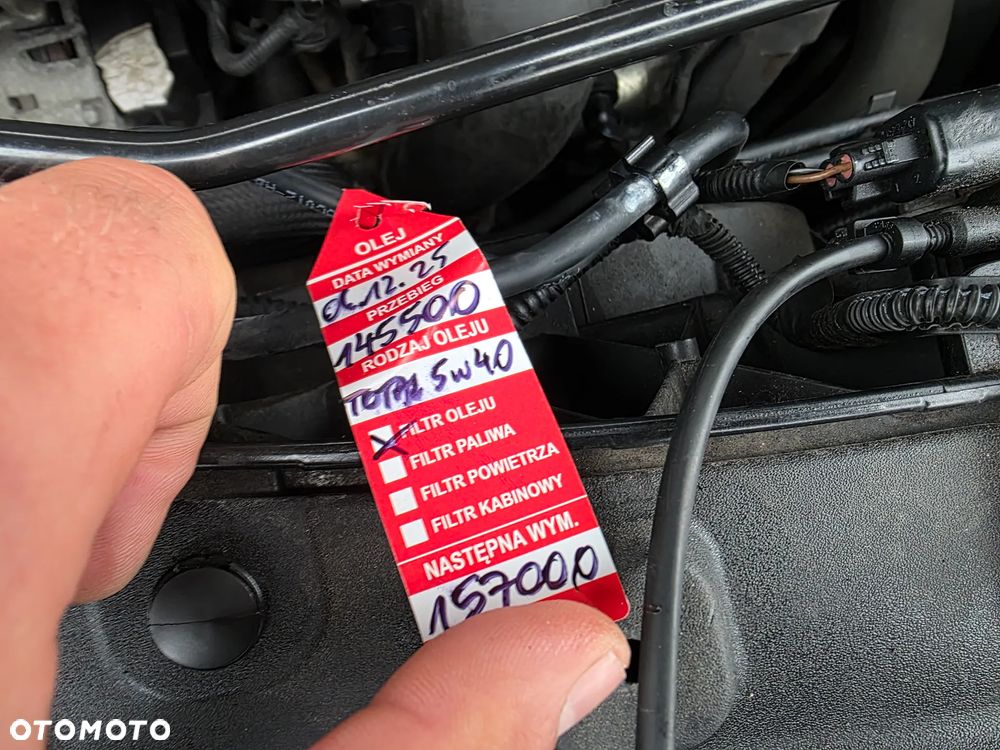 OLEJ
DATA WYMIANY
06.12.25
PRZEBIEG
145500
RODZAJ OLEJU
TOTAL 5W40
FILTR OLEJU
FILTR PALIWA
FILTR POWIETRZA
FILTR KABINOWY
NASTĘPNA WYM.
157000
OTOMOTO